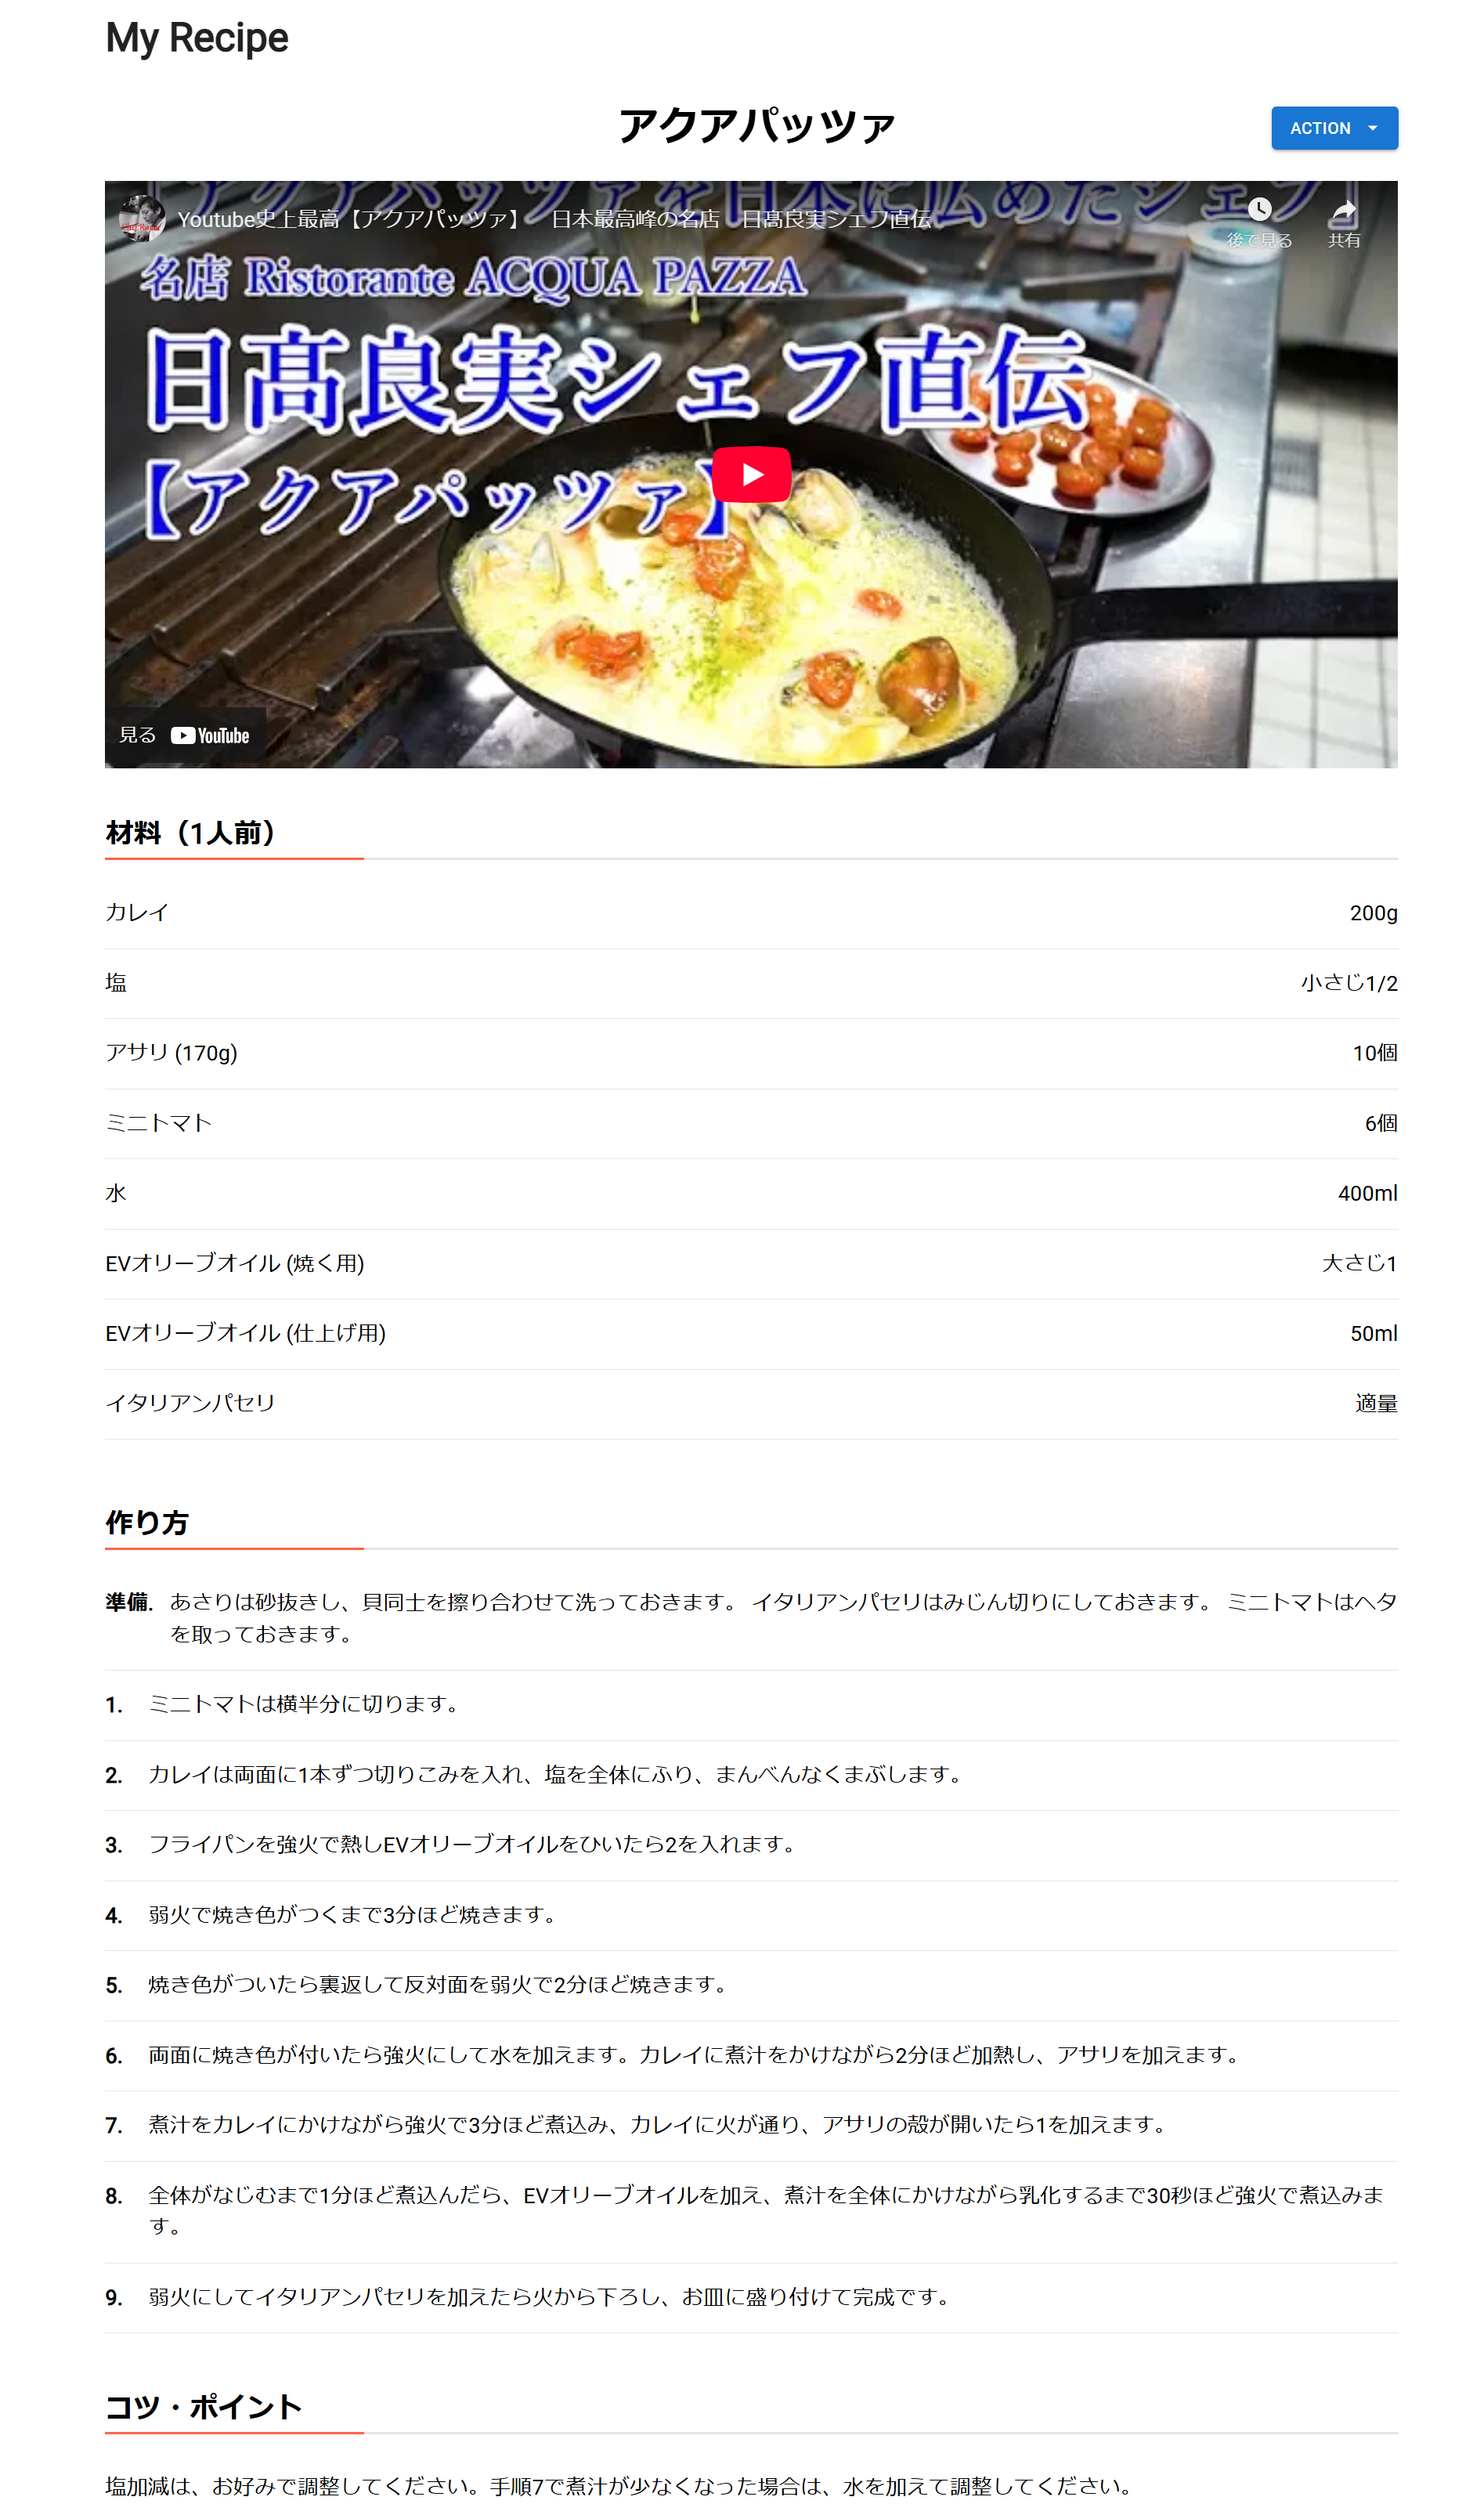 My Recipe
アクアパッツァ
ACTION
「アクアパッツァを日本に広めたシェフ」
Youtube史上最高【アクアパッツァ】 日本最高峰の名店 日髙良実シェフ直伝
後で見る
共有
名店 Ristorante ACQUA PAZZA
日髙良実シェフ直伝
【アクアパッツァ】
見る YouTube
材料（1人前）
カレイ 200g
塩 小さじ1/2
アサリ (170g) 10個
ミニトマト 6個
水 400ml
EVオリーブオイル (焼く用) 大さじ1
EVオリーブオイル (仕上げ用) 50ml
イタリアンパセリ 適量
作り方
準備. あさりは砂抜きし、貝同士を擦り合わせて洗っておきます。 イタリアンパセリはみじん切りにしておきます。 ミニトマトはヘタ
を取っておきます。
1. ミニトマトは横半分に切ります。
2. カレイは両面に1本ずつ切りこみを入れ、塩を全体にふり、まんべんなくまぶします。
3. フライパンを強火で熱しEVオリーブオイルをひいたら2を入れます。
4. 弱火で焼き色がつくまで3分ほど焼きます。
5. 焼き色がついたら裏返して反対面を弱火で2分ほど焼きます。
6. 両面に焼き色が付いたら強火にして水を加えます。カレイに煮汁をかけながら2分ほど加熱し、アサリを加えます。
7. 煮汁をカレイにかけながら強火で3分ほど煮込み、カレイに火が通り、アサリの殻が開いたら1を加えます。
8. 全体がなじむまで1分ほど煮込んだら、EVオリーブオイルを加え、煮汁を全体にかけながら乳化するまで30秒ほど強火で煮込みま
す。
9. 弱火にしてイタリアンパセリを加えたら火から下ろし、お皿に盛り付けて完成です。
コツ・ポイント
塩加減は、お好みで調整してください。手順7で煮汁が少なくなった場合は、水を加えて調整してください。